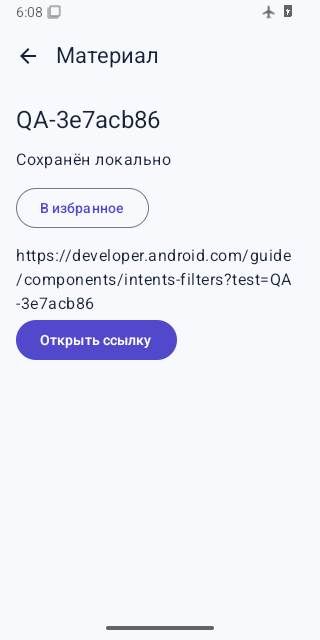 6:08
Материал
QA-3e7acb86
Сохранён локально
В избранное
https://developer.android.com/guide
/components/intents-filters?test=QA
-3e7acb86
Открыть ссылку